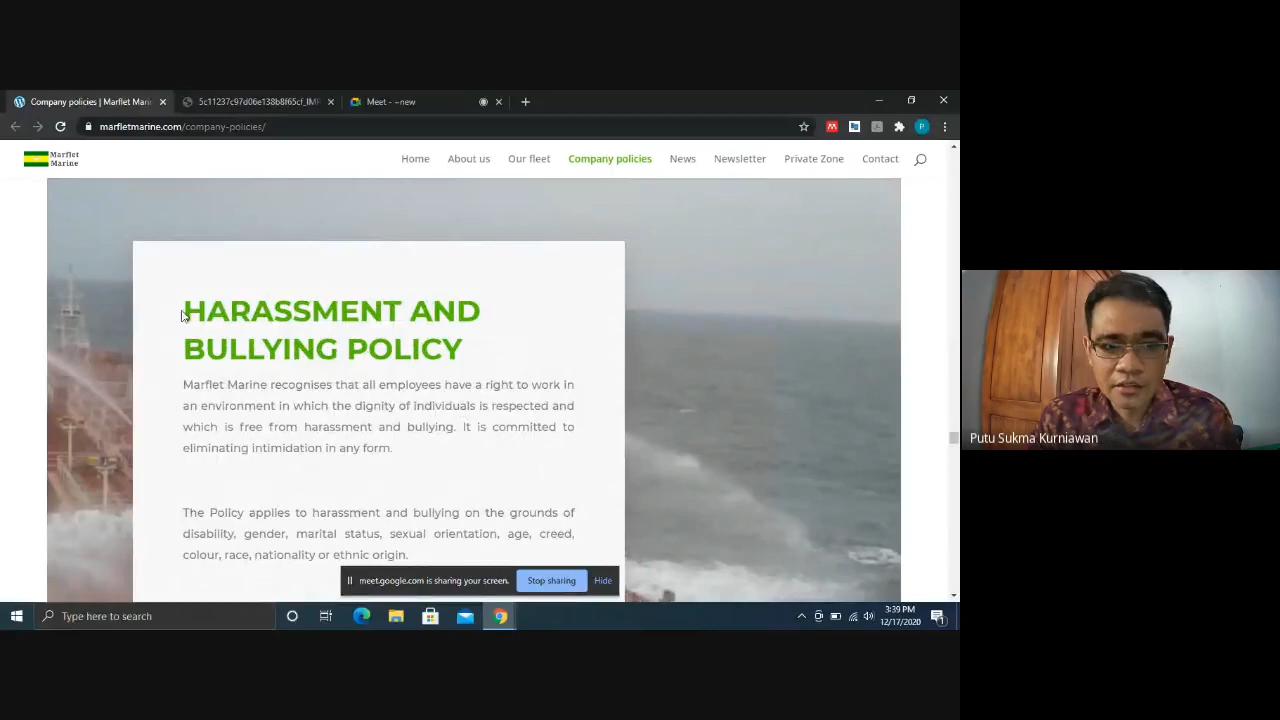 Company policies | Marflet Mari
5c11237c97d06e138b8f65cf_IMP
Meet - ~new
marfletmarine.com/company-policies/
Marflet
Marine
Home
About us
Our fleet
Company policies
News
Newsletter
Private Zone
Contact
HARASSMENT AND
BULLYING POLICY
Marflet Marine recognises that all employees have a right to work in
an environment in which the dignity of individuals is respected and
which is free from harassment and bullying. It is committed to
eliminating intimidation in any form.
The Policy applies to harassment and bullying on the grounds of
disability, gender, marital status, sexual orientation, age, creed,
colour, race, nationality or ethnic origin.
meet.google.com is sharing your screen.
Stop sharing
Hide
Type here to search
3:39 PM
12/17/2020
1
P
Putu Sukma Kurniawan